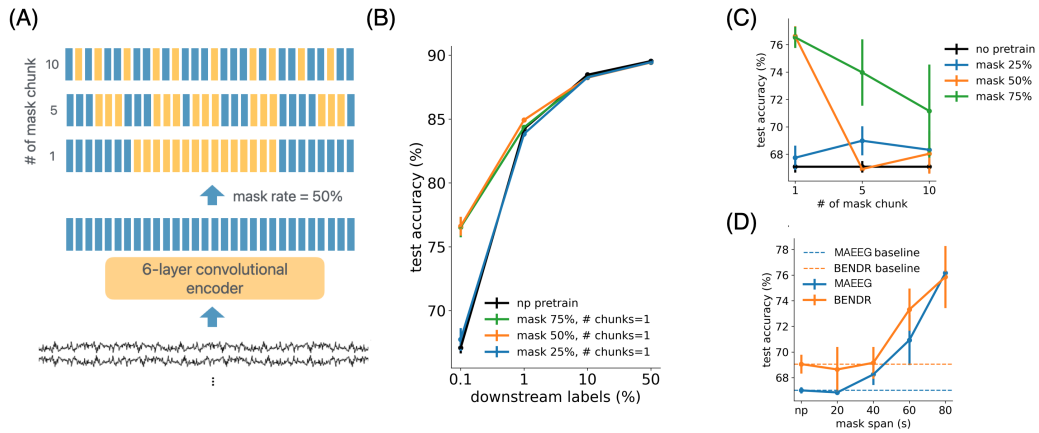 (A)
# of mask chunk
10
5
1
mask rate = 50%
6-layer convolutional
encoder
...
(B)
test accuracy (%)
90
85
80
75
70
np pretrain
mask 75%, # chunks=1
mask 50%, # chunks=1
mask 25%, # chunks=1
0.1
1
10
50
downstream labels (%)
(C)
test accuracy (%)
76
74
72
70
68
1
5
10
# of mask chunk
no pretrain
mask 25%
mask 50%
mask 75%
(D)
test accuracy (%)
78
76
74
72
70
68
MAEEG baseline
BENDR baseline
MAEEG
BENDR
np
20
40
60
80
mask span (s)